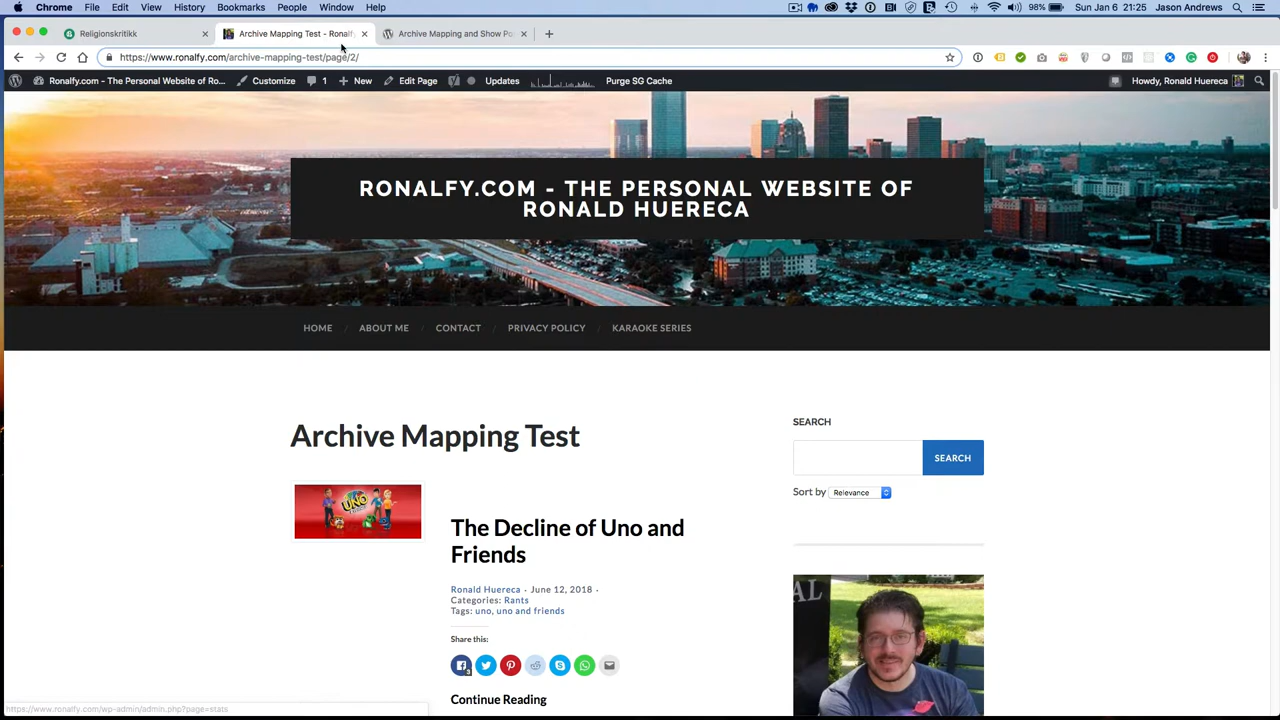 Chrome File Edit View History Bookmarks People Window Help 98% Sun Jan 6 21:25 Jason Andrews
Religionskritikk Archive Mapping Test - Ronalf Archive Mapping and Show Po
https://www.ronalfy.com/archive-mapping-test/page/2/
Ronalfy.com - The Personal Website of Ro... Customize 1 New Edit Page Updates Purge SG Cache Howdy, Ronald Huereca
RONALFY.COM - THE PERSONAL WEBSITE OF
RONALD HUERECA
HOME / ABOUT ME / CONTACT / PRIVACY POLICY / KARAOKE SERIES
Archive Mapping Test
SEARCH
SEARCH
Sort by Relevance
UNO
The Decline of Uno and
Friends
Ronald Huereca - June 12, 2018 -
Categories: Rants
Tags: uno, uno and friends
Share this:
3
Continue Reading
AL
https://www.ronalfy.com/wp-admin/admin.php?page=stats